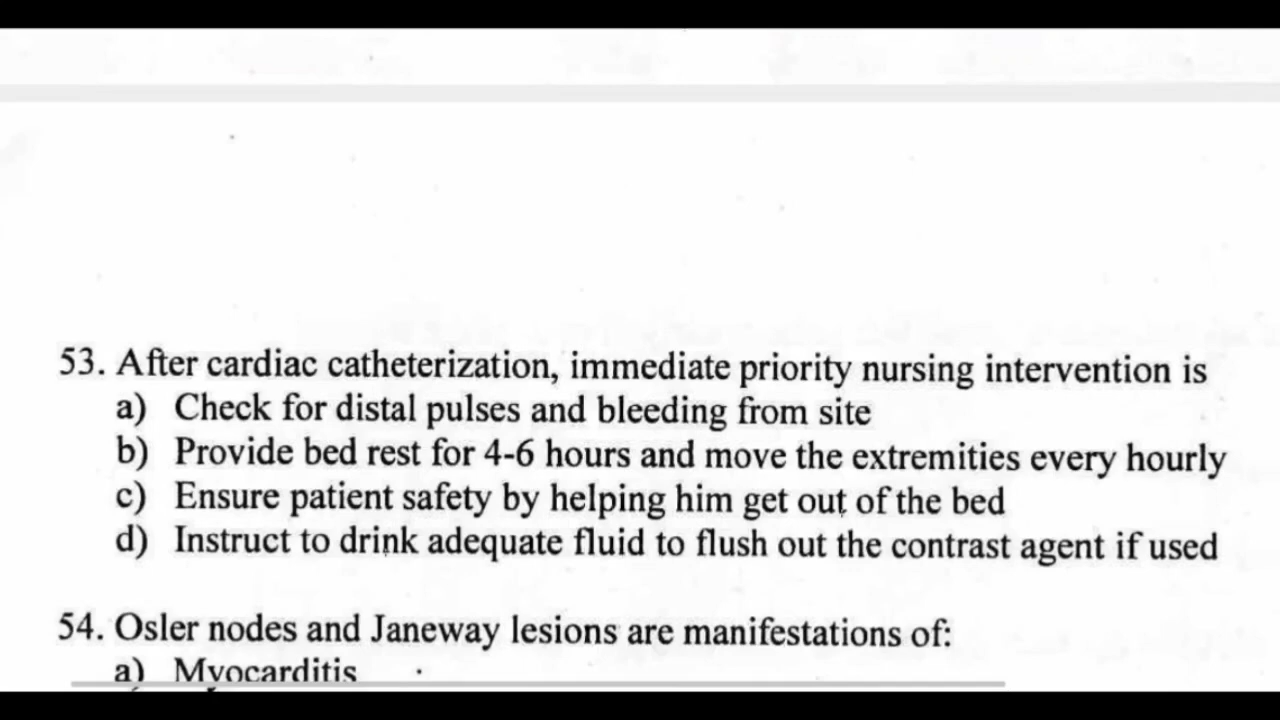 53. After cardiac catheterization, immediate priority nursing intervention is
a) Check for distal pulses and bleeding from site
b) Provide bed rest for 4-6 hours and move the extremities every hourly
c) Ensure patient safety by helping him get out of the bed
d) Instruct to drink adequate fluid to flush out the contrast agent if used
54. Osler nodes and Janeway lesions are manifestations of:
a) Myocarditis